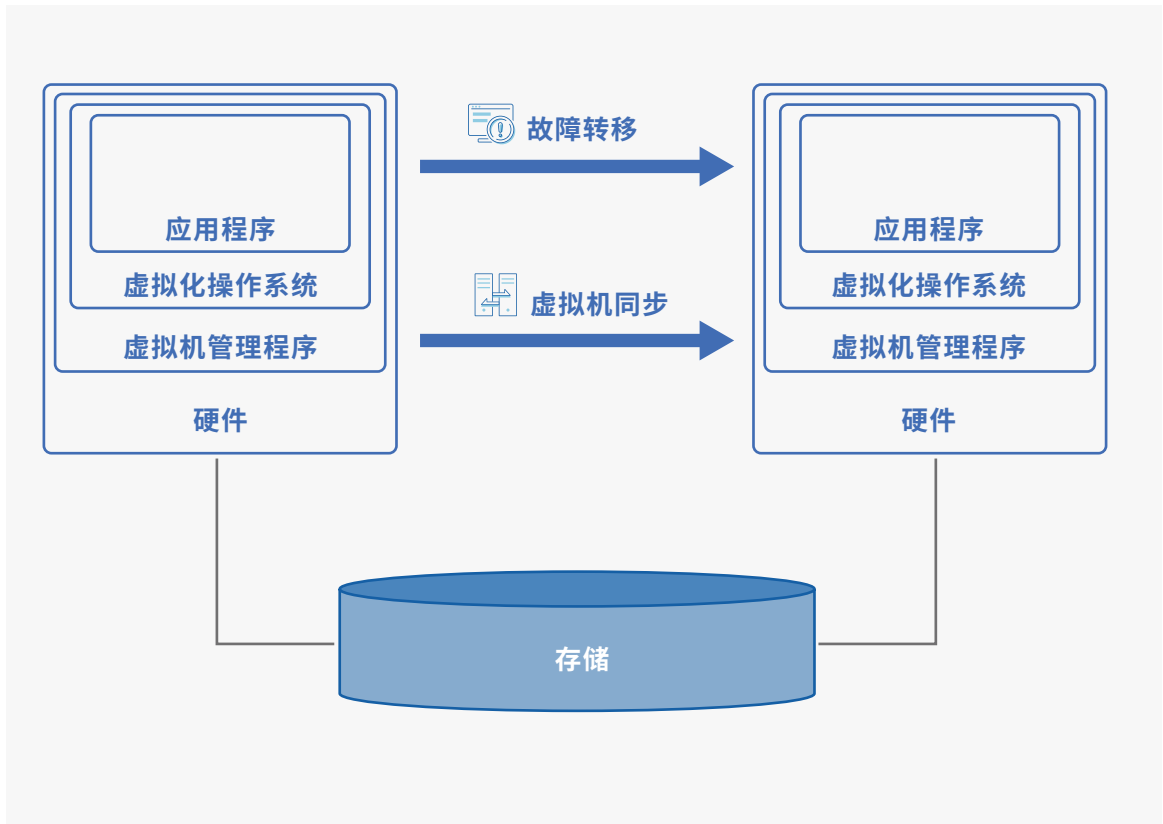 故障转移
应用程序
虚拟化操作系统
虚拟机管理程序
硬件
虚拟机同步
应用程序
虚拟化操作系统
虚拟机管理程序
硬件
存储